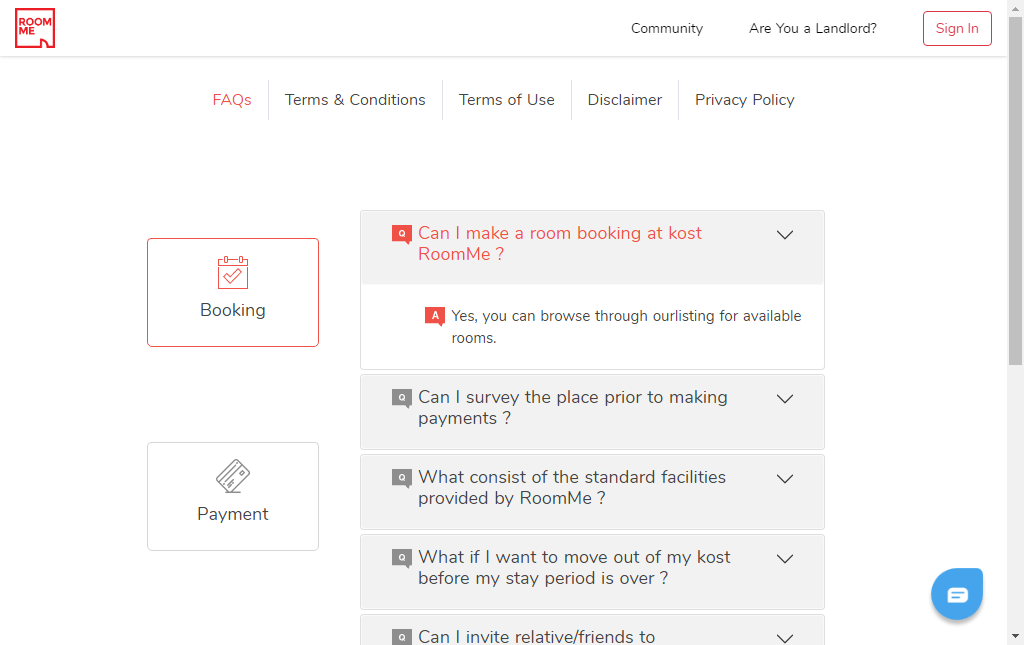 ROOM
ME
Community
Are You a Landlord?
Sign In
FAQs
Terms & Conditions
Terms of Use
Disclaimer
Privacy Policy
Booking
Payment
Q Can I make a room booking at kost
RoomMe ?
A Yes, you can browse through ourlisting for available
rooms.
Q Can I survey the place prior to making
payments ?
Q What consist of the standard facilities
provided by RoomMe ?
Q What if I want to move out of my kost
before my stay period is over ?
Q Can I invite relative/friends to